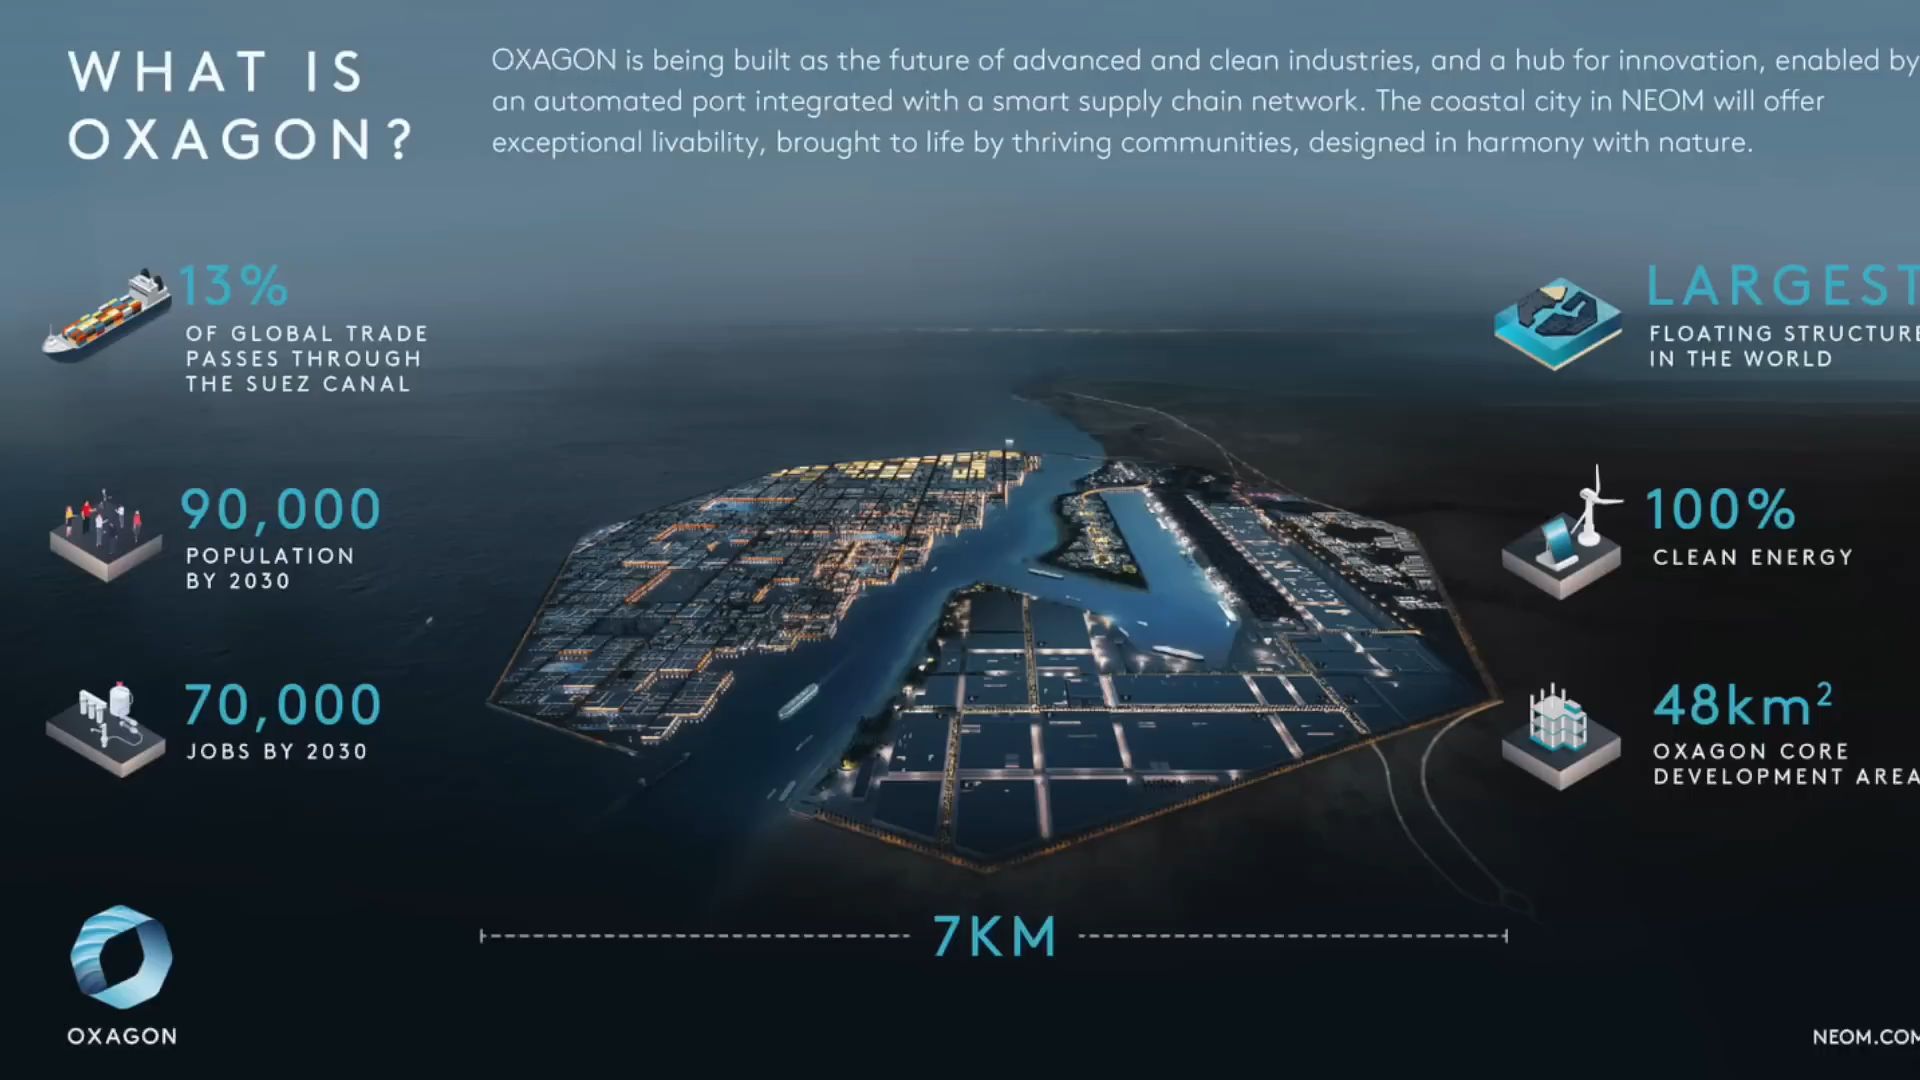 WHAT IS
OXAGON?
OXAGON is being built as the future of advanced and clean industries, and a hub for innovation, enabled by
an automated port integrated with a smart supply chain network. The coastal city in NEOM will offer
exceptional livability, brought to life by thriving communities, designed in harmony with nature.
13%
OF GLOBAL TRADE
PASSES THROUGH
THE SUEZ CANAL
90,000
POPULATION
BY 2030
70,000
JOBS BY 2030
LARGEST
FLOATING STRUCTURE
IN THE WORLD
100%
CLEAN ENERGY
48km²
OXAGON CORE
DEVELOPMENT AREA
7KM
OXAGON
NEOM.COM